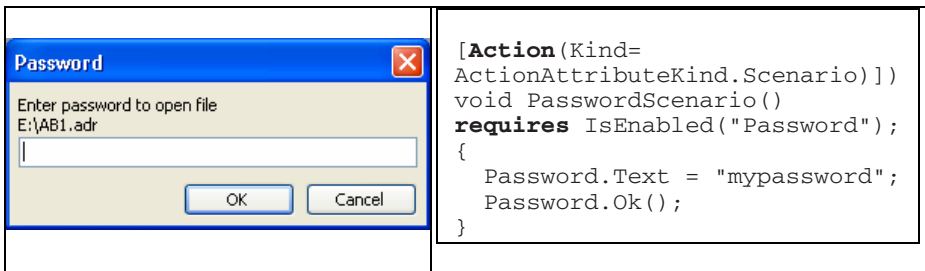 Password
Enter password to open file
E:\AB1.adr
OK
Cancel
[Action(Kind=
ActionAttributeKind.Scenario)])
void PasswordScenario()
requires IsEnabled("Password");
{
  Password.Text = "mypassword";
  Password.Ok();
}